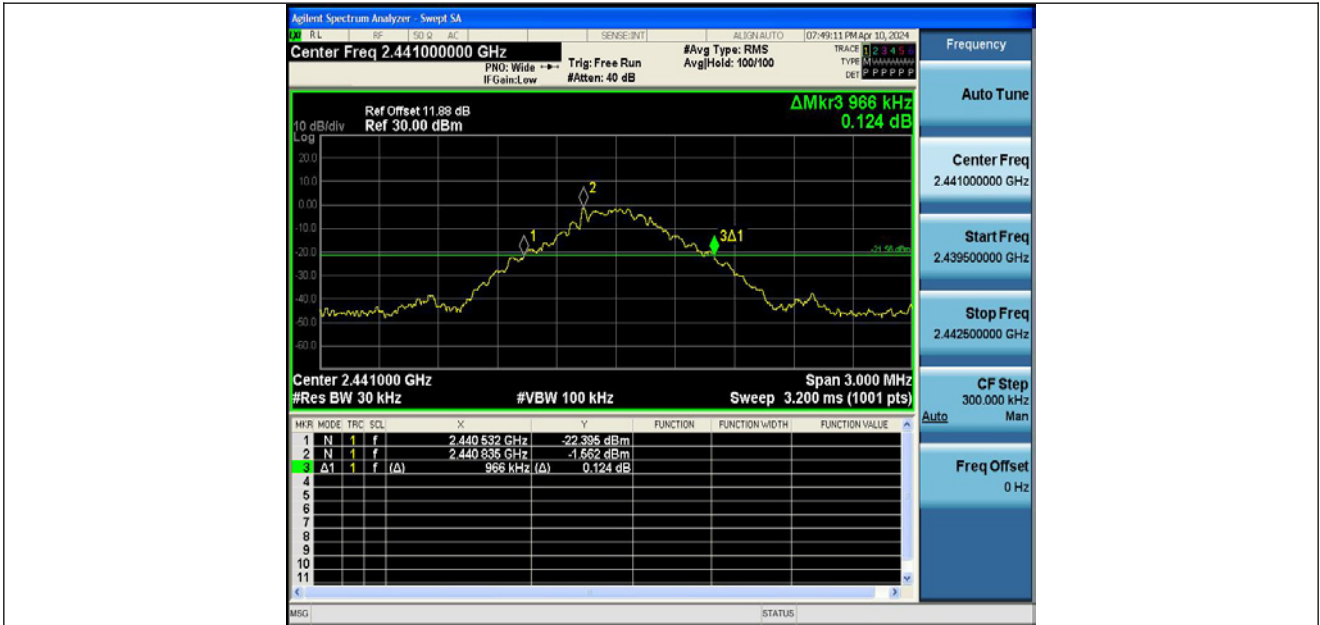 Agilent Spectrum Analyzer - Swept SA
RL RF 50 Ω AC SENSE:INT ALIGN AUTO 07:49:11 PM Apr 10, 2024
Center Freq 2.441000000 GHz
PNO: Wide
IFGain:Low
Trig: Free Run
#Atten: 40 dB
#Avg Type: RMS
Avg|Hold: 100/100
TRACE 1 2 3 4 5 6
TYPE M W W W W W
DET P P P P P P
Ref Offset 11.88 dB
10 dB/div Ref 30.00 dBm
Log
ΔMkr3 966 kHz
0.124 dB
20.0
10.0
0.00
-10.0
-20.0
-30.0
-40.0
-50.0
-60.0
1
2
3Δ1
-21.56 dBm
Center 2.441000 GHz Span 3.000 MHz
#Res BW 30 kHz #VBW 100 kHz Sweep 3.200 ms (1001 pts)
MKR MODE TRC SCL X Y FUNCTION FUNCTION WIDTH FUNCTION VALUE
1 N 1 f 2.440 532 GHz -22.395 dBm
2 N 1 f 2.440 835 GHz -1.562 dBm
3 Δ1 1 f (Δ) 966 kHz (Δ) 0.124 dB
4
5
6
7
8
9
10
11
MSG STATUS
Frequency
Auto Tune
Center Freq
2.441000000 GHz
Start Freq
2.439500000 GHz
Stop Freq
2.442500000 GHz
CF Step
300.000 kHz
Auto Man
Freq Offset
0 Hz